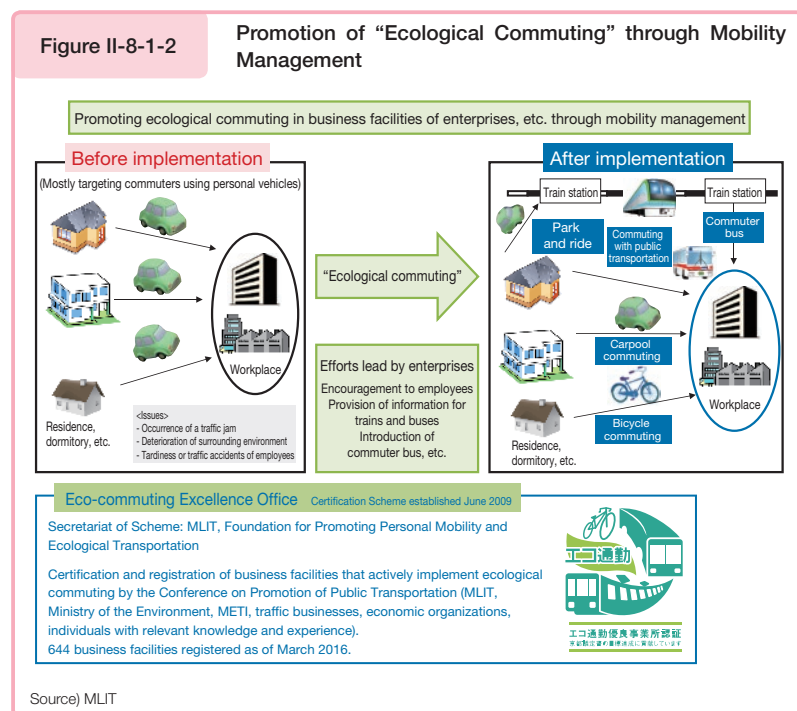 Figure II-8-1-2
Promotion of “Ecological Commuting” through Mobility
Management
Promoting ecological commuting in business facilities of enterprises, etc. through mobility management
Before implementation
(Mostly targeting commuters using personal vehicles)
Workplace
Residence,
dormitory, etc.
<Issues>
- Occurrence of a traffic jam
- Deterioration of surrounding environment
- Tardiness or traffic accidents of employees
“Ecological commuting”
Efforts lead by enterprises
Encouragement to employees
Provision of information for
trains and buses
Introduction of
commuter bus, etc.
After implementation
Train station
Train station
Park
and ride
Commuting
with public
transportation
Commuter
bus
Carpool
commuting
Workplace
Bicycle
commuting
Residence,
dormitory, etc.
Eco-commuting Excellence Office Certification Scheme established June 2009
Secretariat of Scheme: MLIT, Foundation for Promoting Personal Mobility and
Ecological Transportation
Certification and registration of business facilities that actively implement ecological
commuting by the Conference on Promotion of Public Transportation (MLIT,
Ministry of the Environment, METI, traffic businesses, economic organizations,
individuals with relevant knowledge and experience).
644 business facilities registered as of March 2016.
エコ通勤
エコ通勤優良事業所認証
Source) MLIT